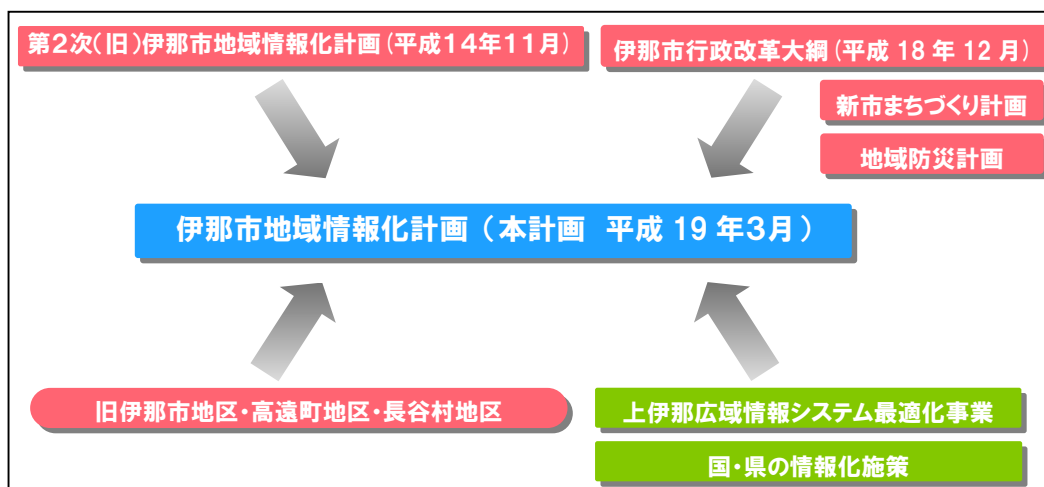 第2次(旧)伊那市地域情報化計画(平成14年11月)
伊那市行政改革大綱(平成 18 年 12 月)
新市まちづくり計画
地域防災計画
伊那市地域情報化計画(本計画 平成 19 年3月)
旧伊那市地区・高遠町地区・長谷村地区
上伊那広域情報システム最適化事業
国・県の情報化施策